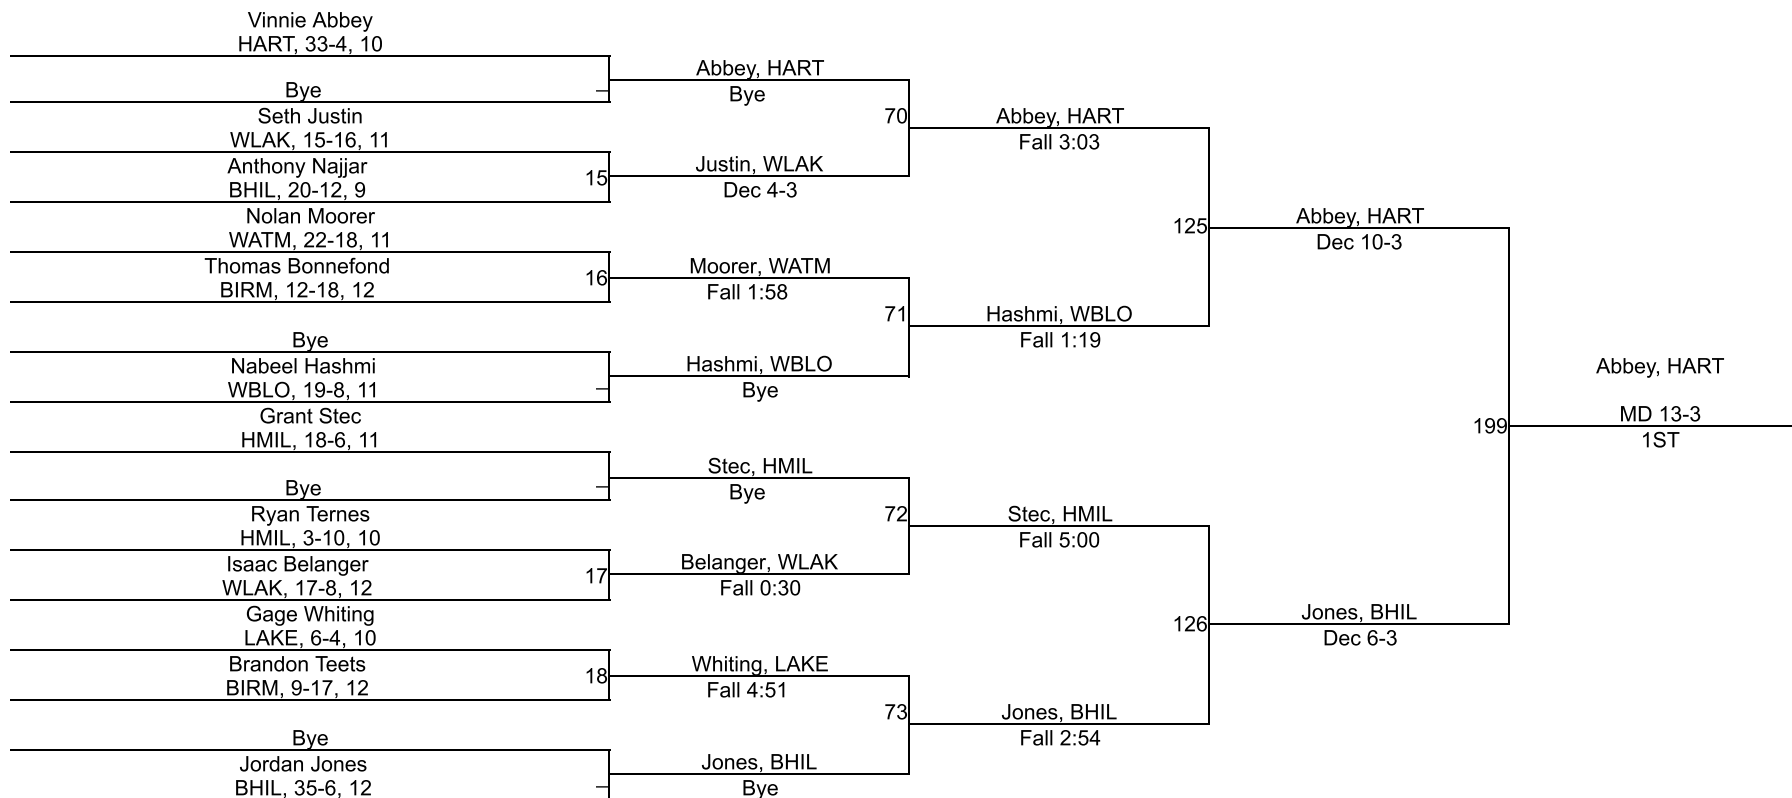 Vinnie Abbey
HART, 33-4, 10
Bye
Seth Justin
WLAK, 15-16, 11
Anthony Najjar
BHIL, 20-12, 9
15
Nolan Moorer
WATM, 22-18, 11
Thomas Bonnefond
BIRM, 12-18, 12
16
Bye
Nabeel Hashmi
WBLO, 19-8, 11
Grant Stec
HMIL, 18-6, 11
Bye
Ryan Ternes
HMIL, 3-10, 10
Isaac Belanger
WLAK, 17-8, 12
17
Gage Whiting
LAKE, 6-4, 10
Brandon Teets
BIRM, 9-17, 12
18
Bye
Jordan Jones
BHIL, 35-6, 12
Abbey, HART
Bye
70
Justin, WLAK
Dec 4-3
Moorer, WATM
Fall 1:58
71
Hashmi, WBLO
Bye
Stec, HMIL
Bye
72
Belanger, WLAK
Fall 0:30
Whiting, LAKE
Fall 4:51
73
Jones, BHIL
Bye
Abbey, HART
Fall 3:03
125
Hashmi, WBLO
Fall 1:19
Stec, HMIL
Fall 5:00
126
Jones, BHIL
Fall 2:54
Abbey, HART
Dec 10-3
199
Jones, BHIL
Dec 6-3
Abbey, HART
MD 13-3
1ST